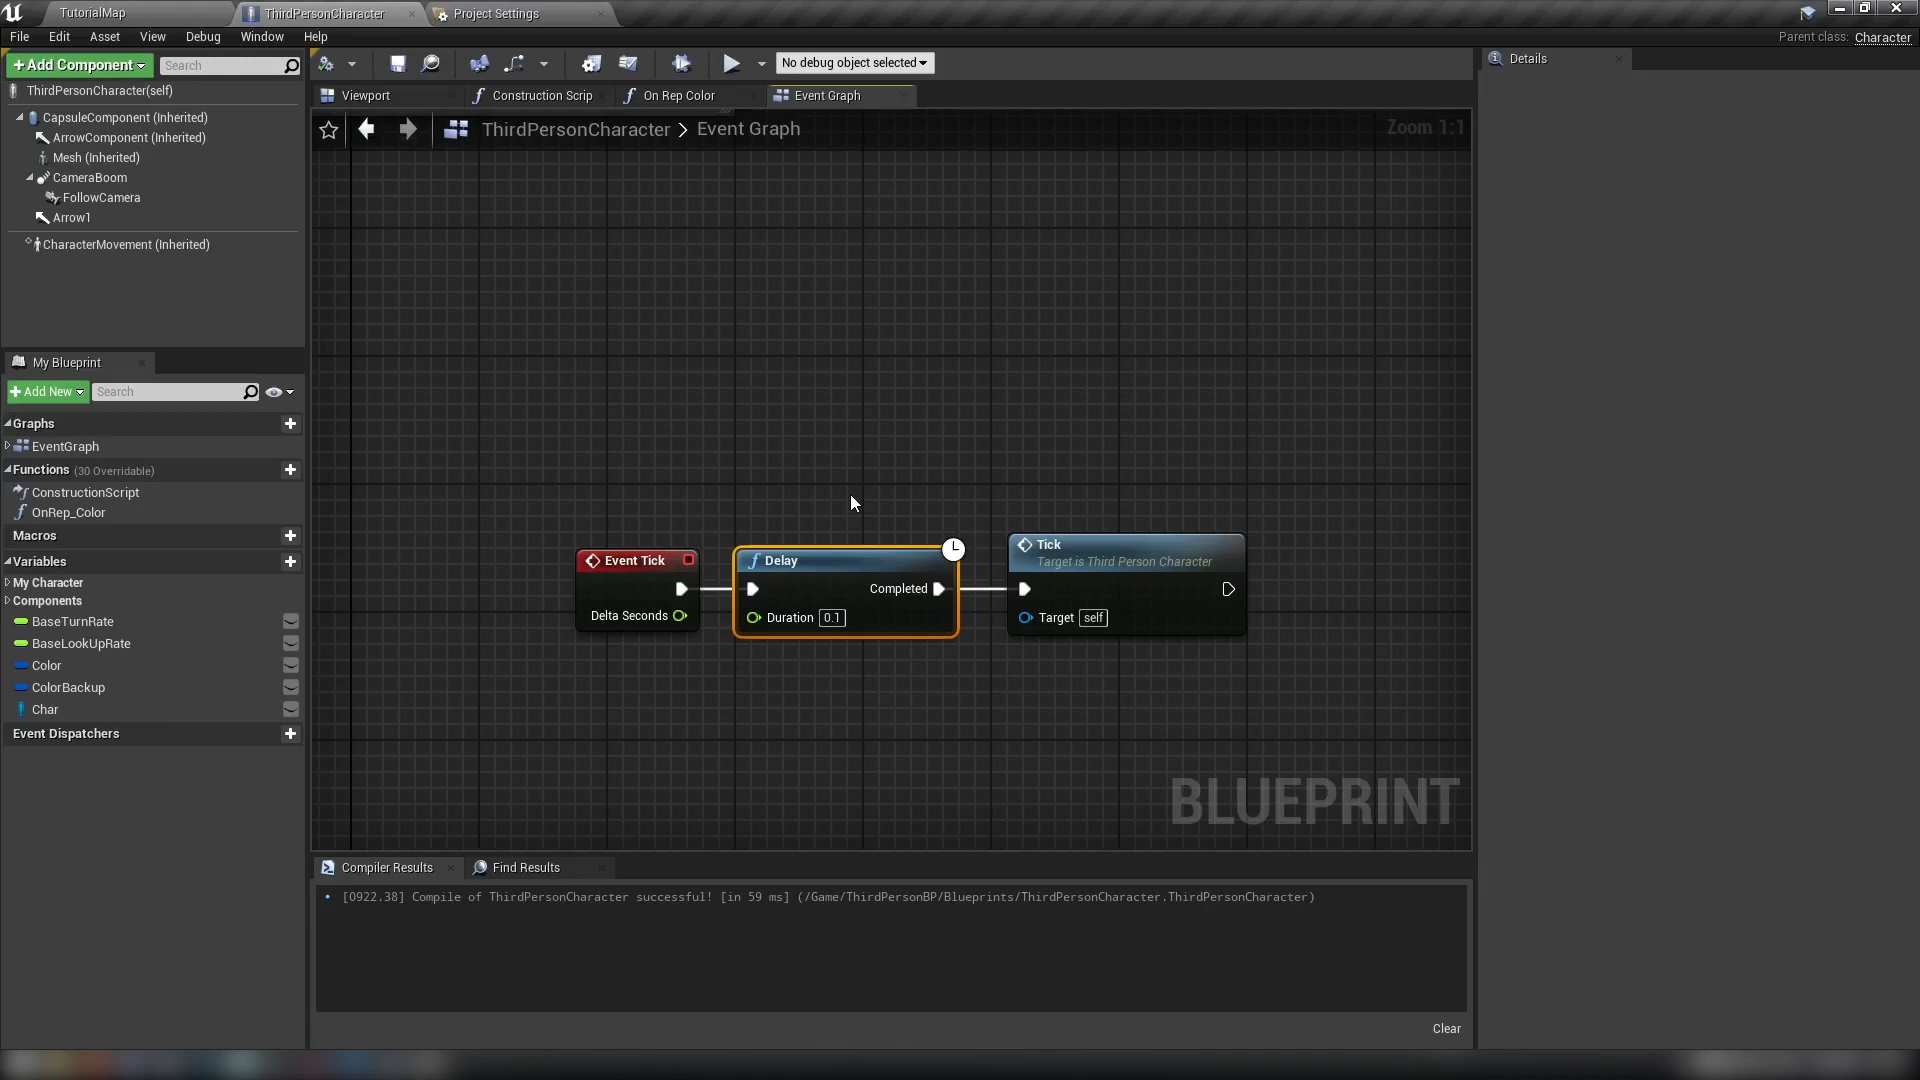 TutorialMap
ThirdPersonCharacter
Project Settings
File Edit Asset View Debug Window Help
Parent class: Character
+Add Component
Search
No debug object selected
Details
ThirdPersonCharacter(self)
Viewport
Construction Scrip
On Rep Color
Event Graph
CapsuleComponent (Inherited)
ArrowComponent (Inherited)
Mesh (Inherited)
CameraBoom
FollowCamera
Arrow1
CharacterMovement (Inherited)
ThirdPersonCharacter > Event Graph
Zoom 1:1
My Blueprint
+Add New
Search
Graphs
EventGraph
Functions (30 Overridable)
ConstructionScript
OnRep_Color
Macros
Variables
My Character
Components
BaseTurnRate
BaseLookUpRate
Color
ColorBackup
Char
Event Dispatchers
Event Tick
Delta Seconds
Delay
Completed
Duration 0.1
Tick
Target is Third Person Character
Target self
BLUEPRINT
Compiler Results
Find Results
[0922.38] Compile of ThirdPersonCharacter successful! [in 59 ms] (/Game/ThirdPersonBP/Blueprints/ThirdPersonCharacter.ThirdPersonCharacter)
Clear